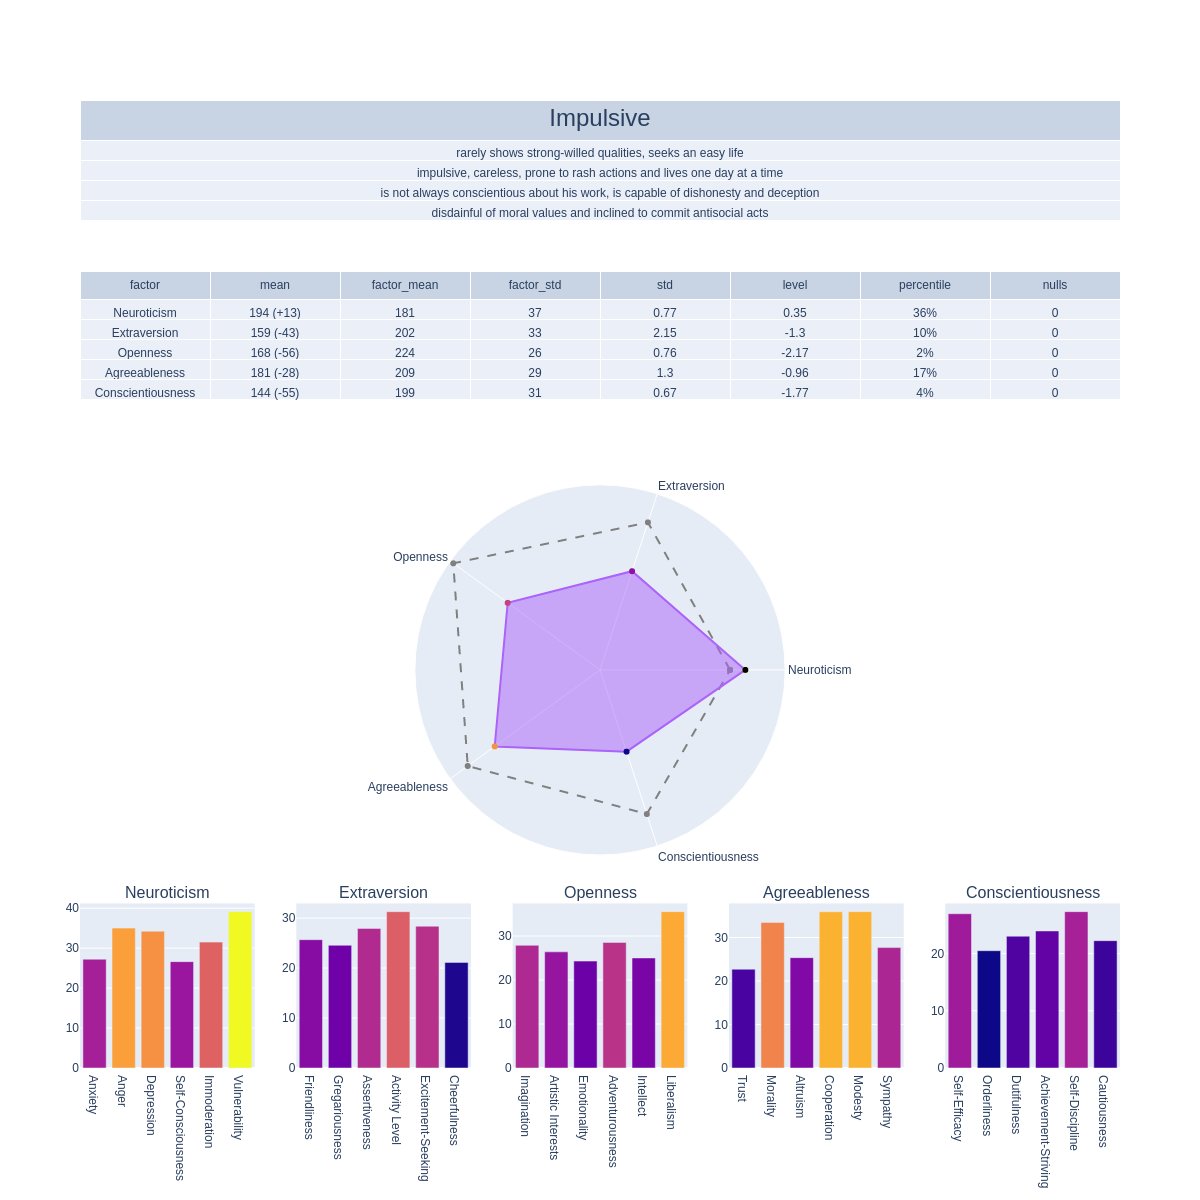 Impulsive
rarely shows strong-willed qualities, seeks an easy life
impulsive, careless, prone to rash actions and lives one day at a time
is not always conscientious about his work, is capable of dishonesty and deception
disdainful of moral values and inclined to commit antisocial acts
factor mean factor_mean factor_std std level percentile nulls
Neuroticism 194 (+13) 181 37 0.77 0.35 36% 0
Extraversion 159 (-43) 202 33 2.15 -1.3 10% 0
Openness 168 (-56) 224 26 0.76 -2.17 2% 0
Agreeableness 181 (-28) 209 29 1.3 -0.96 17% 0
Conscientiousness 144 (-55) 199 31 0.67 -1.77 4% 0
Extraversion
Openness
Neuroticism
Agreeableness
Conscientiousness
Neuroticism
40
30
20
10
0
Anxiety
Anger
Depression
Self-Consciousness
Immoderation
Vulnerability
Extraversion
30
20
10
0
Friendliness
Gregariousness
Assertiveness
Activity Level
Excitement-Seeking
Cheerfulness
Openness
30
20
10
0
Imagination
Artistic Interests
Emotionality
Adventurousness
Intellect
Liberalism
Agreeableness
30
20
10
0
Trust
Morality
Altruism
Cooperation
Modesty
Sympathy
Conscientiousness
20
10
0
Self-Efficacy
Orderliness
Dutifulness
Achievement-Striving
Self-Discipline
Cautiousness